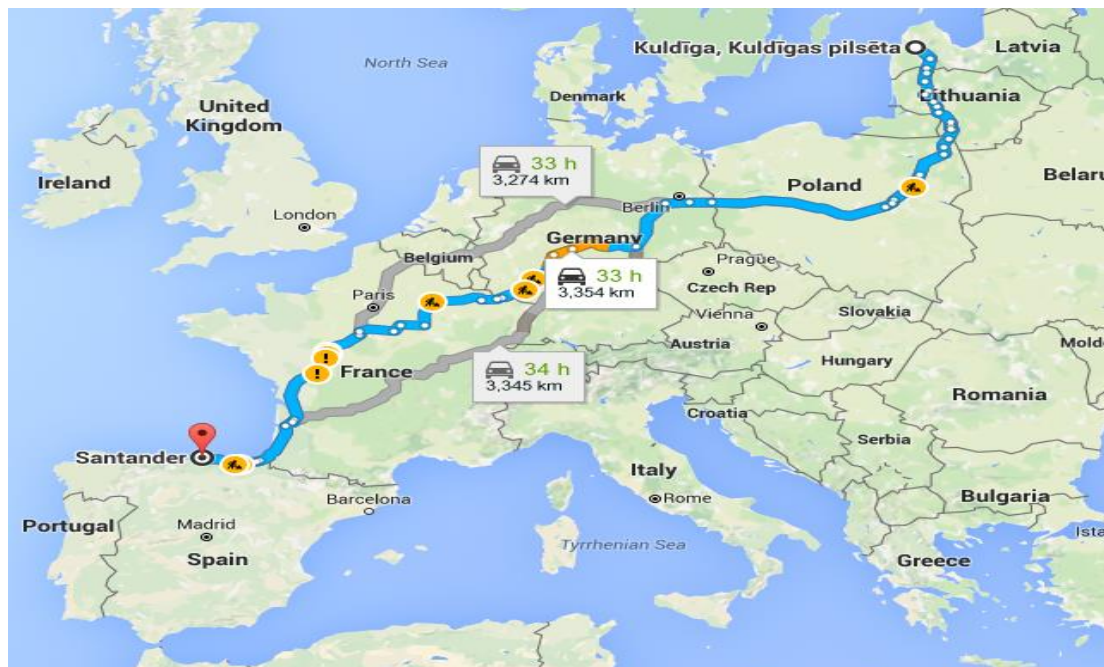 Kuldīga, Kuldīgas pilsēta
Latvia
North Sea
Denmark
Lithuania
United
Kingdom
33 h
3,274 km
Poland
Belaru
Ireland
Berlin
London
Germany
Belgium
33 h
3,354 km
Prague
Czech Rep
Paris
Slovakia
Vienna
Austria
Moldo
34 h
3,345 km
France
Hungary
Romania
Croatia
Serbia
Santander
Italy
Bulgaria
Barcelona
Rome
Portugal
Madrid
Ista
Tyrrhenian Sea
Spain
Greece